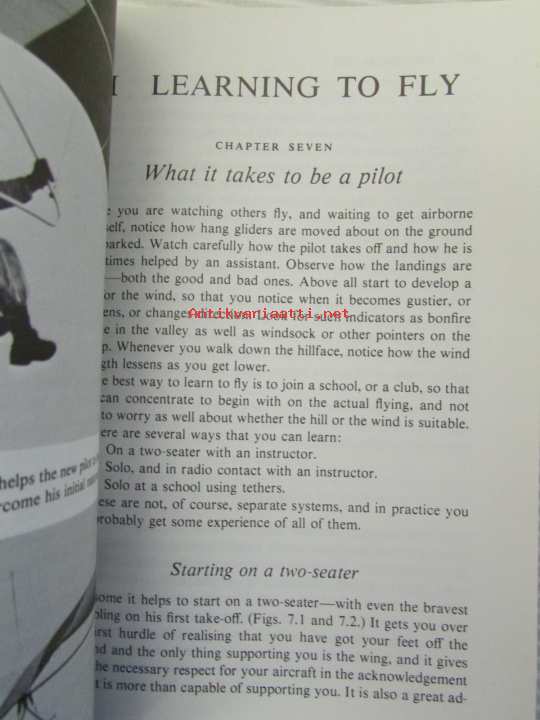 LEARNING TO FLY
CHAPTER SEVEN
What it takes to be a pilot
you are watching others fly, and waiting to get airborne
self, notice how hang gliders are moved about on the ground
parked. Watch carefully how the pilot takes off and how he is
times helped by an assistant. Observe how the landings are
—both the good and bad ones. Above all start to develop a
or the wind, so that you notice when it becomes gustier, or
ens, or changes direction. Look for such indicators as bonfire
Antikvariaatti.net
e in the valley as well as windsock or other pointers on the
p. Whenever you walk down the hillface, notice how the wind
gth lessens as you get lower.
e best way to learn to fly is to join a school, or a club, so that
can concentrate to begin with on the actual flying, and not
to worry as well about whether the hill or the wind is suitable.
ere are several ways that you can learn:
On a two-seater with an instructor.
Solo, and in radio contact with an instructor.
Solo at a school using tethers.
ese are not, of course, separate systems, and in practice you
probably get some experience of all of them.
helps the new pilot
rcome his initial
Starting on a two-seater
some it helps to start on a two-seater—with even the bravest
bling on his first take-off. (Figs. 7.1 and 7.2.) It gets you over
irst hurdle of realising that you have got your feet off the
nd and the only thing supporting you is the wing, and it gives
the necessary respect for your aircraft in the acknowledgement
t is more than capable of supporting you. It is also a great ad-